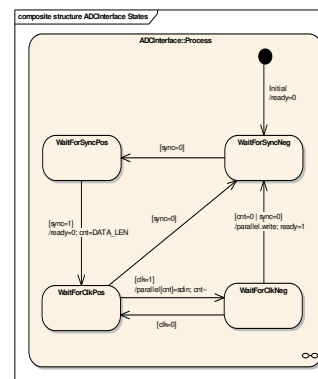 composite structure ADCInterface States
ADCInterface::Process
Initial
/ready=0
WaitForSyncPos
WaitForSyncNeg
[sync=0]
[sync=1]
/ready=0; cnt=DATA_LEN
[sync=0]
[cnt=0 | sync=0]
/parallel.write; ready=1
WaitForClkPos
[clk=1]
/parallel[cnt]=sdin; cnt--
WaitForClkNeg
[clk=0]